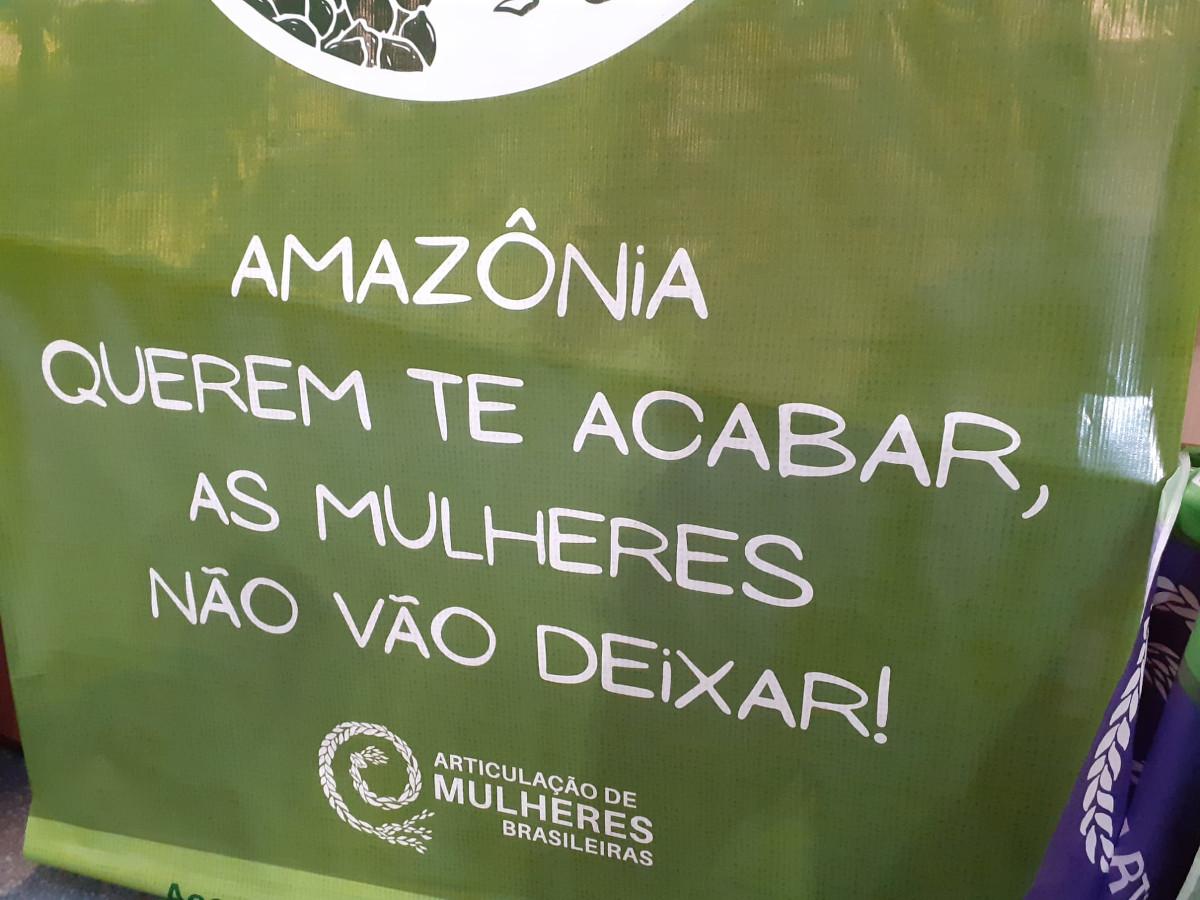 AMAZÔNiA
QUEREM TE ACABAR,
AS MULHERES
NÃO VÃO DEiXAR!
ARTICULAÇÃO DE
MULHERES
BRASILEIRAS